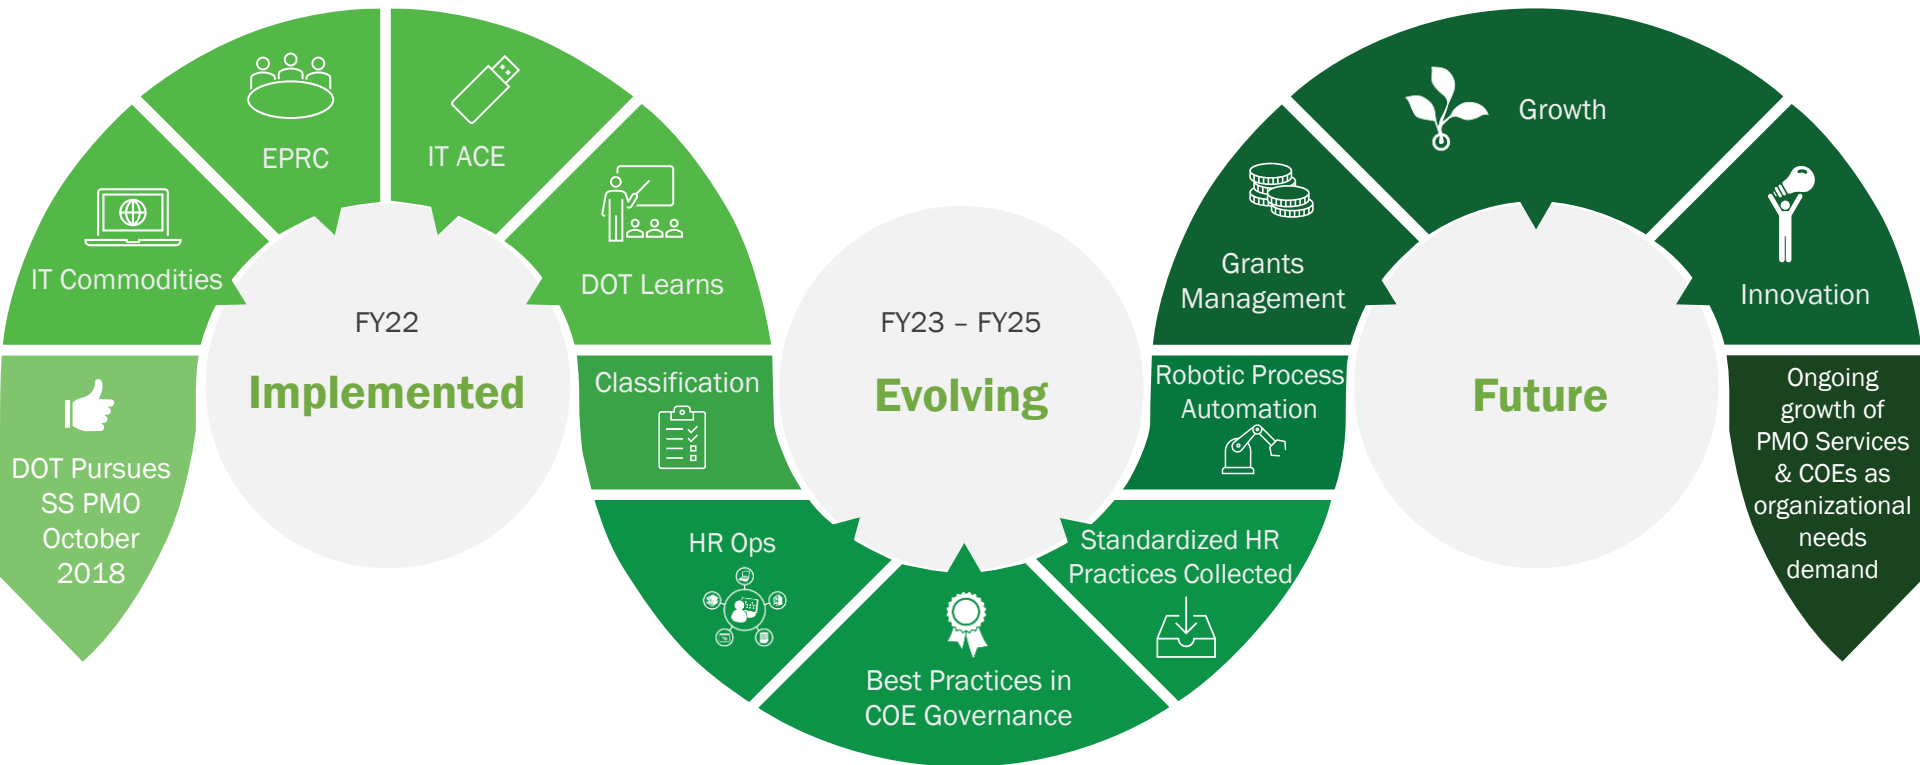 DOT Pursues
SS PMO
October
2018
IT Commodities
EPRC
IT ACE
DOT Learns
FY22
Implemented
Classification
HR Ops
Best Practices in
COE Governance
Standardized HR
Practices Collected
Robotic Process
Automation
FY23 – FY25
Evolving
Grants
Management
Growth
Innovation
Future
Ongoing
growth of
PMO Services
& COEs as
organizational
needs
demand